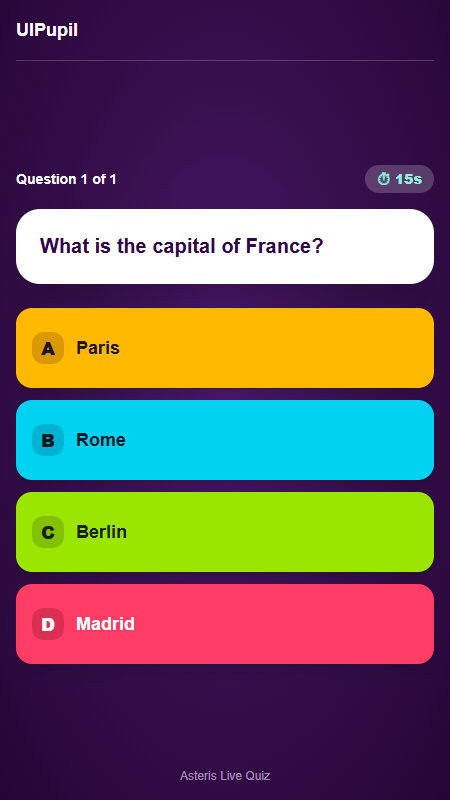 UIPupil
Question 1 of 1
⏱ 15s
What is the capital of France?
A Paris
B Rome
C Berlin
D Madrid
Asteris Live Quiz